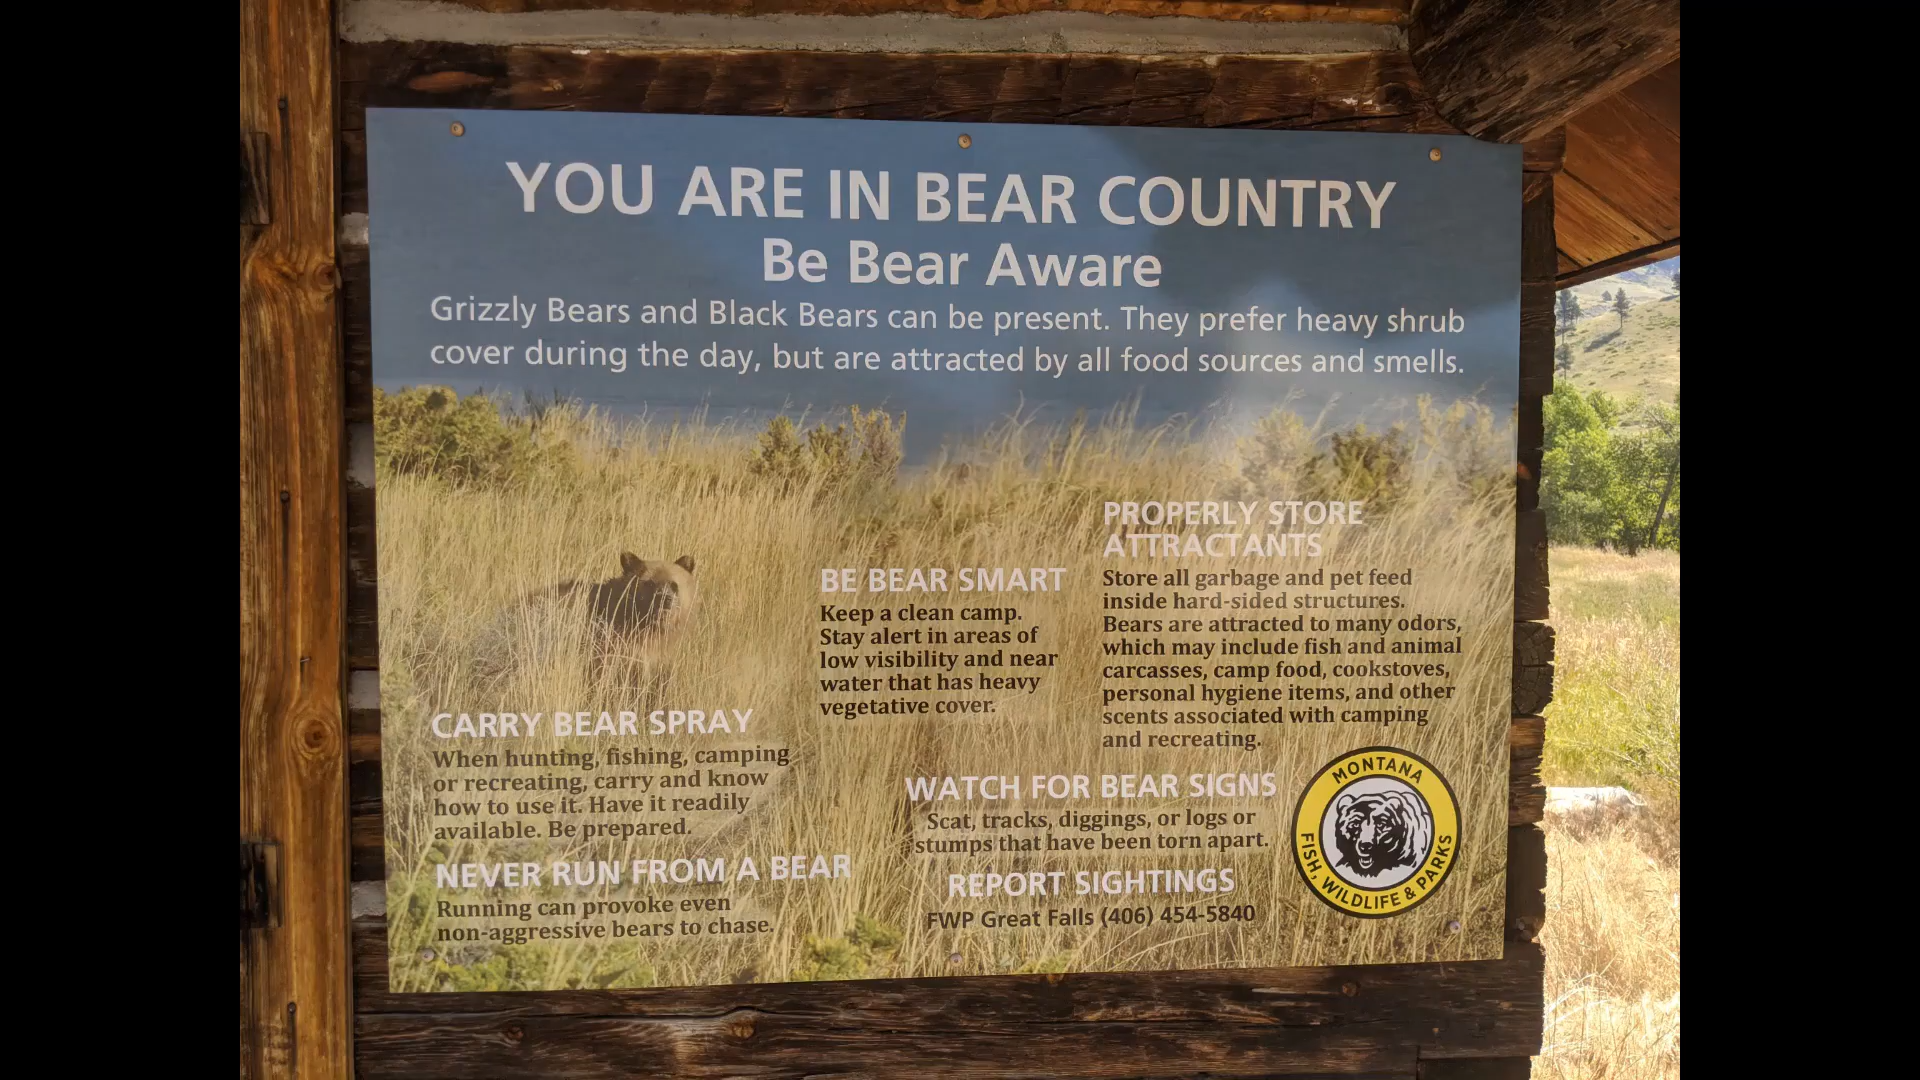 YOU ARE IN BEAR COUNTRY
Be Bear Aware
Grizzly Bears and Black Bears can be present. They prefer heavy shrub
cover during the day, but are attracted by all food sources and smells.
CARRY BEAR SPRAY
When hunting, fishing, camping
or recreating, carry and know
how to use it. Have it readily
available. Be prepared.
NEVER RUN FROM A BEAR
Running can provoke even
non-aggressive bears to chase.
BE BEAR SMART
Keep a clean camp.
Stay alert in areas of
low visibility and near
water that has heavy
vegetative cover.
PROPERLY STORE
ATTRACTANTS
Store all garbage and pet feed
inside hard-sided structures.
Bears are attracted to many odors,
which may include fish and animal
carcasses, camp food, cookstoves,
personal hygiene items, and other
scents associated with camping
and recreating.
WATCH FOR BEAR SIGNS
Scat, tracks, diggings, or logs or
stumps that have been torn apart.
REPORT SIGHTINGS
FWP Great Falls (406) 454-5840
MONTANA
FISH, WILDLIFE & PARKS